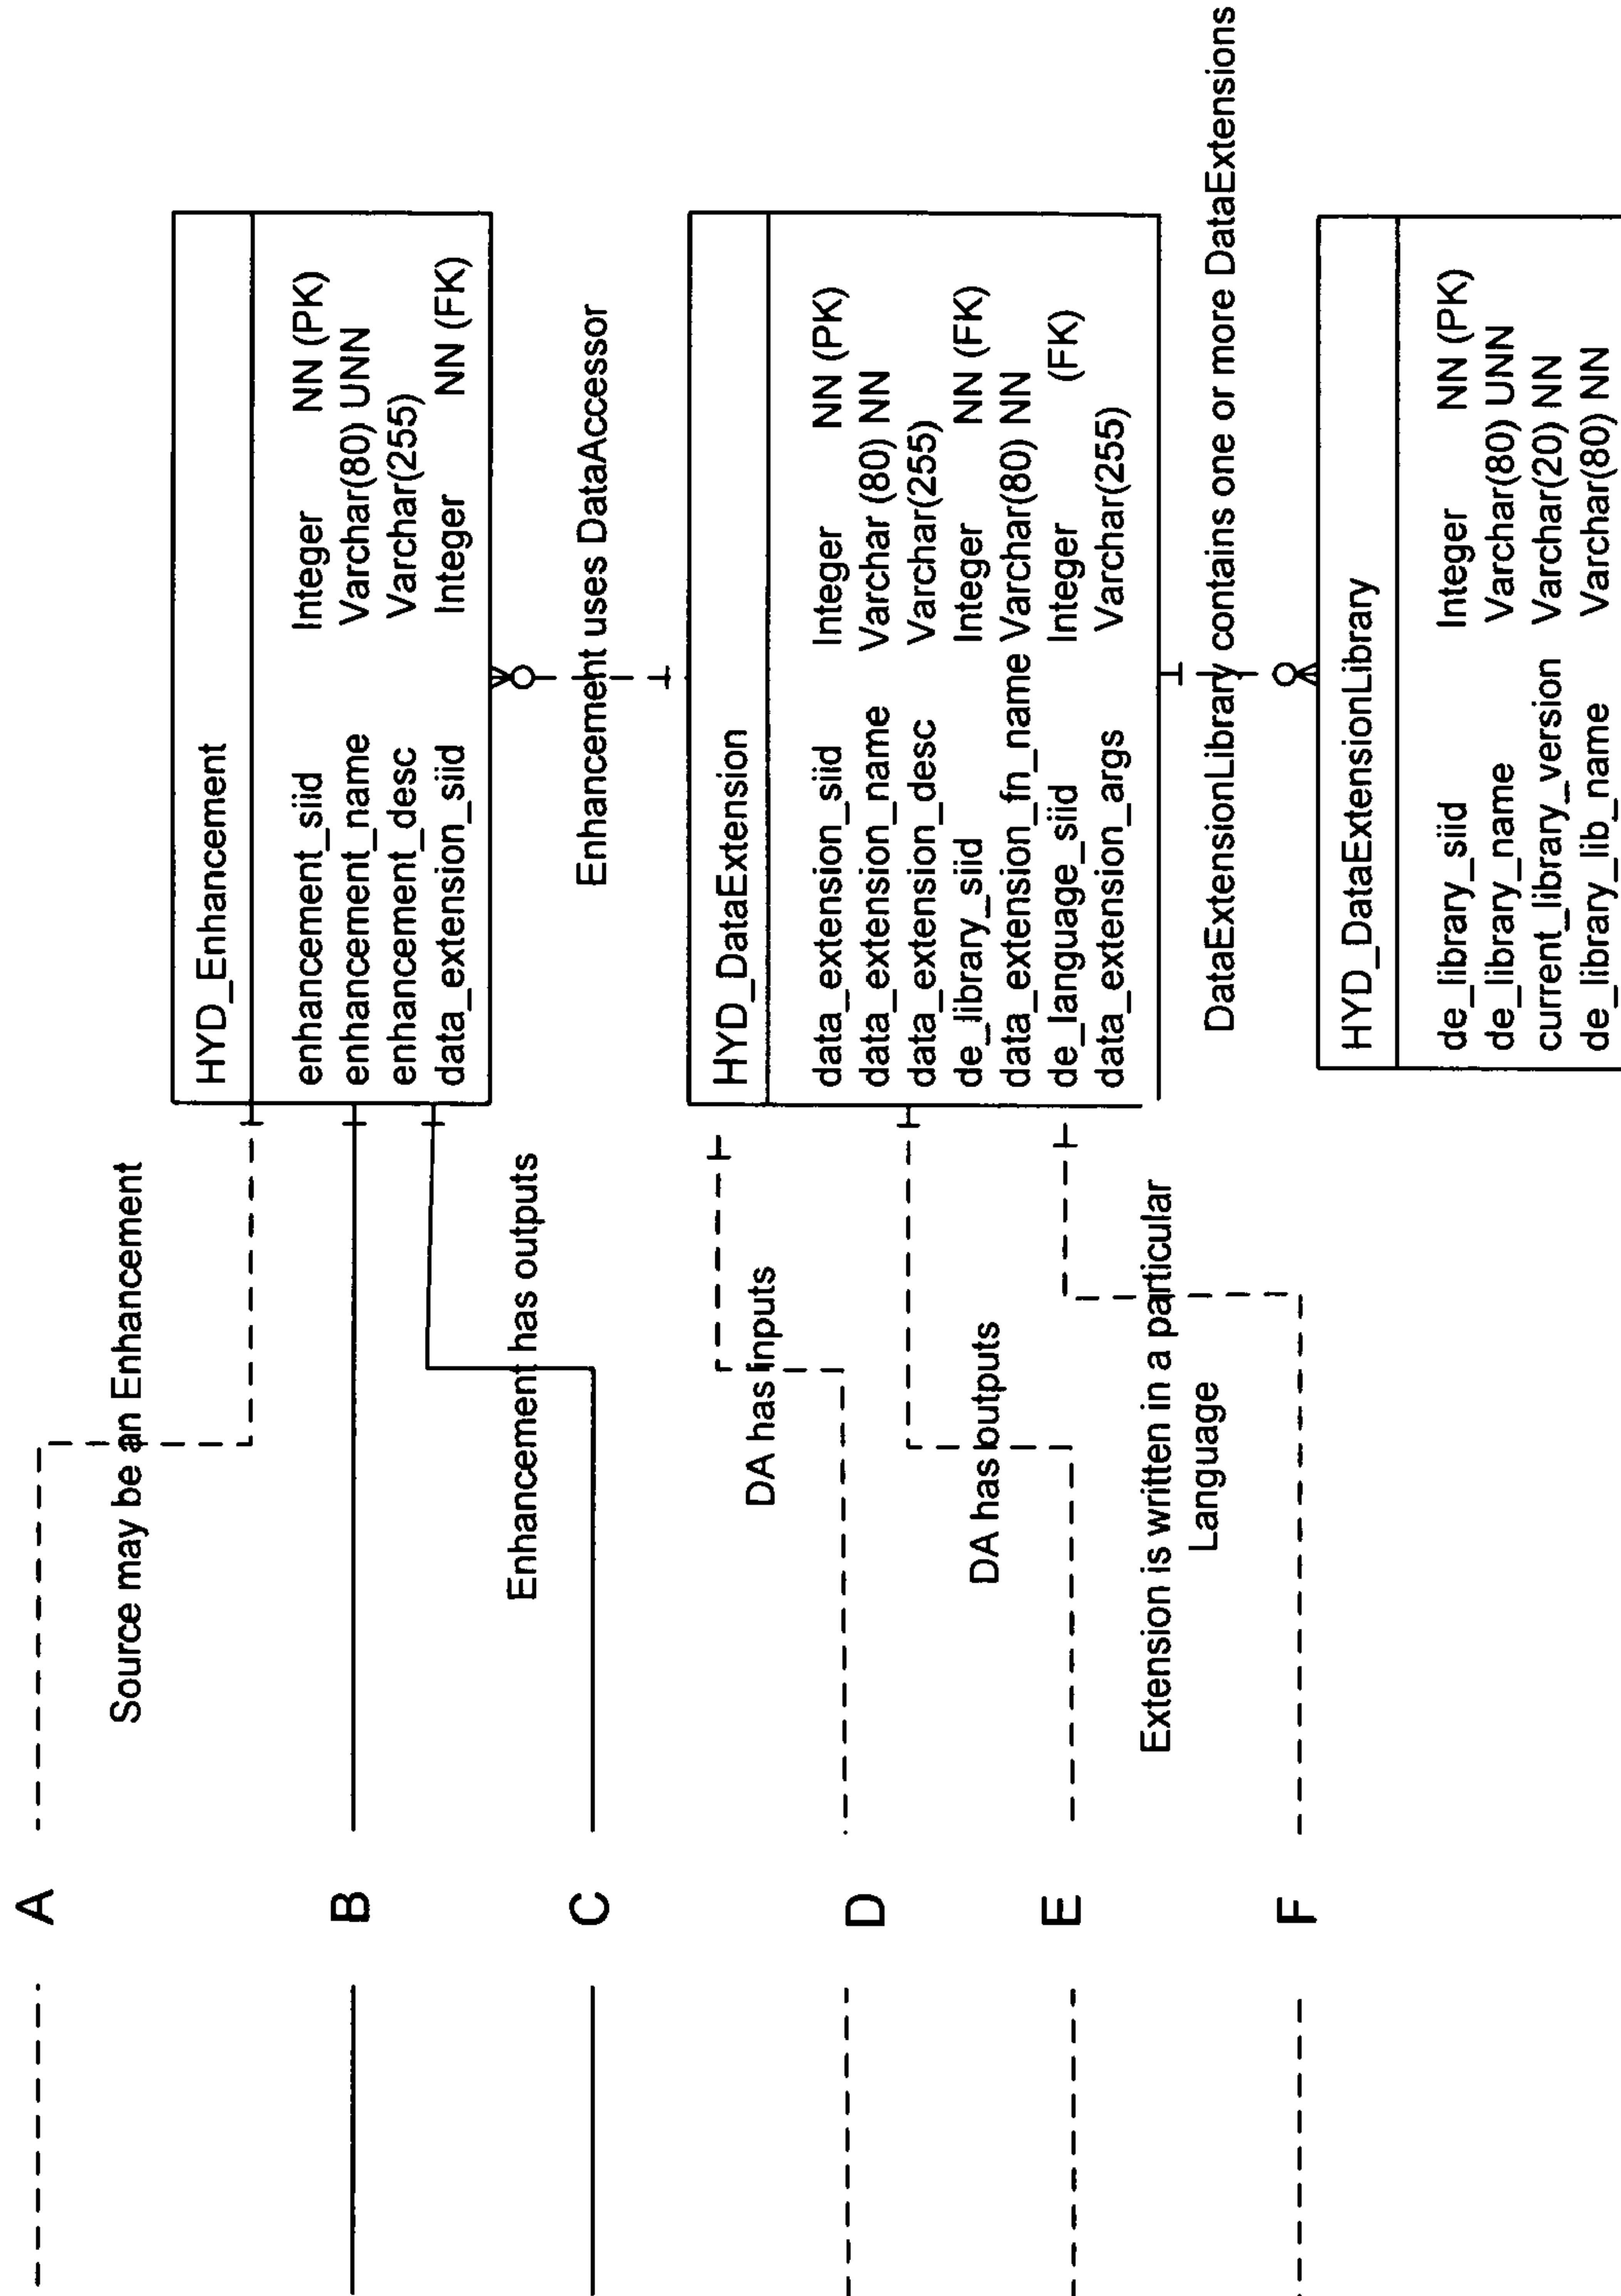 A
Source may be an Enhancement
B
C
Enhancement has outputs
D
DA has inputs
E
DA has outputs
F
Extension is written in a particular
Language
HYD_Enhancement
enhancement_siid Integer NN (PK)
enhancement_name Varchar(80) UNN
enhancement_desc Varchar(255)
data_extension_siid Integer NN (FK)
Enhancement uses DataAccessor
HYD_DataExtension
data_extension_siid Integer NN (PK)
data_extension_name Varchar (80) NN
data_extension_desc Varchar(255)
de_library_siid Integer NN (FK)
data_extension_fn_name Varchar(80) NN
de_language_siid Integer (FK)
data_extension_args Varchar(255)
DataExtensionLibrary contains one or more DataExtensions
HYD_DataExtensionLibrary
de_library_siid Integer NN (PK)
de_library_name Varchar(80) UNN
current_library_version Varchar(20) NN
de_library_lib_name Varchar(80) NN